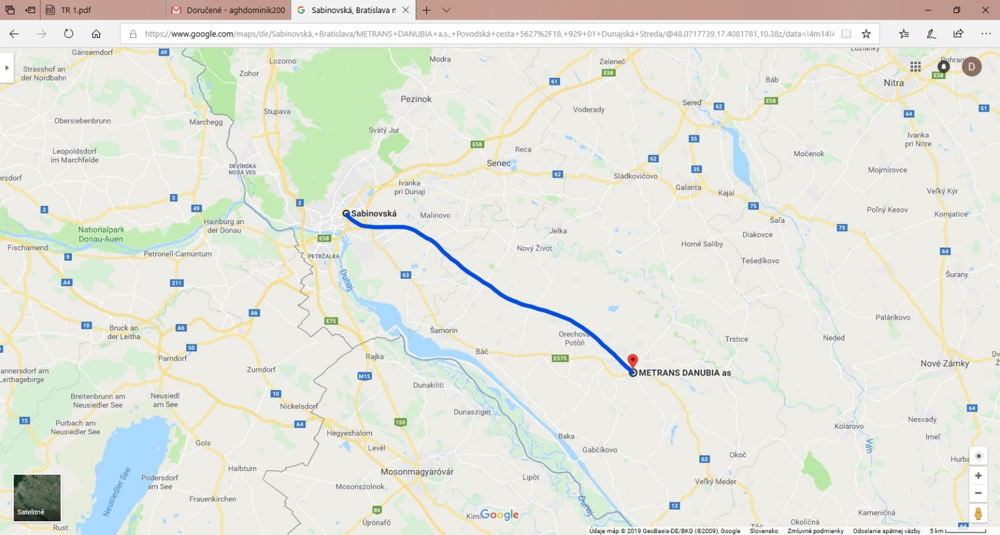 TR 1.pdf
Doručené - aghdominik200
Sabinovská, Bratislava n
https://www.google.com/maps/dir/Sabinovská,+Bratislava/METRANS+DANUBIA+a.s.,+Povodská+cesta+5627%2F18,+929+01+Dunajská+Streda/@48.0717739,17.4081781,10.38z/data=!4m14!4
Gänserndorf
49
Lozorno
Modra
Zeleneč
E58
Lužianky
Pohrani
E58
D
Strasshof an
der Nordbahn
Zohor
61
Báb
Nitra
Pezinok
Voderady
Sereď
62
E58
51
Stupava
64
Obersiebenbrunn
Marchegg
Svätý Jur
Ivanka
pri Nitre
35
Leopoldsdorf
im Marchfelde
E58
Reca
Senec
62
Močenok
DEVÍNSKA
NOVÁ VES
35
Mojmírovce
ersdorf
62
Sládkovičovo
Ivanka
pri Dunaji
Galanta
Kajal
Veľký Kýr
3
49
2
75
Poľný Kesov
Komjatice
3
Sabinovská
Malinovo
Šaľa
Hainburg an
der Donau
75
Nationalpark
Donau-Auen
Jelka
Diakovce
E58
Horné Saliby
Fischamend
Petronell-Carnuntum
PETRŽALKA
Nový Život
64
9
Tešedíkovo
Dunaj
63
Šurany
A4
211
A6
Palárikovo
10
Bruck an
der Leitha
A6
E75
Šamorín
Orechová
Potôň
Trstice
Neded
50
Báč
E575
Parndorf
Rajka
Nové Zámky
annersdorf am
Leithagebirge
Zurndorf
METRANS DANUBIA as
M15
Dunakiliti
Breitenbrunn am
Neusiedler See
Neusiedl
am See
10
Nickelsdorf
64
Dunasziget
15
Purbach am
Neusiedler See
A4
150
Nesvady
Hegyeshalom
Baka
Kolárovo
Imeľ
Gols
Levél
Gabčíkovo
Váh
Okoč
63
Hurba
Halbturn
Mosonmagyaróvár
Podersdorf
am See
Lipót
Veľký Meder
Neusiedler See
Mosonszolnok
Frauenkirchen
Dunaj
13
86
Google
Kameničná
Satelitné
Újrónafő
Okoličná
64
Rust
Údaje máp © 2019 GeoBasis-DE/BKG (©2009), Google Slovensko Zmluvné podmienky Odoslanie spätnej väzby 5 km